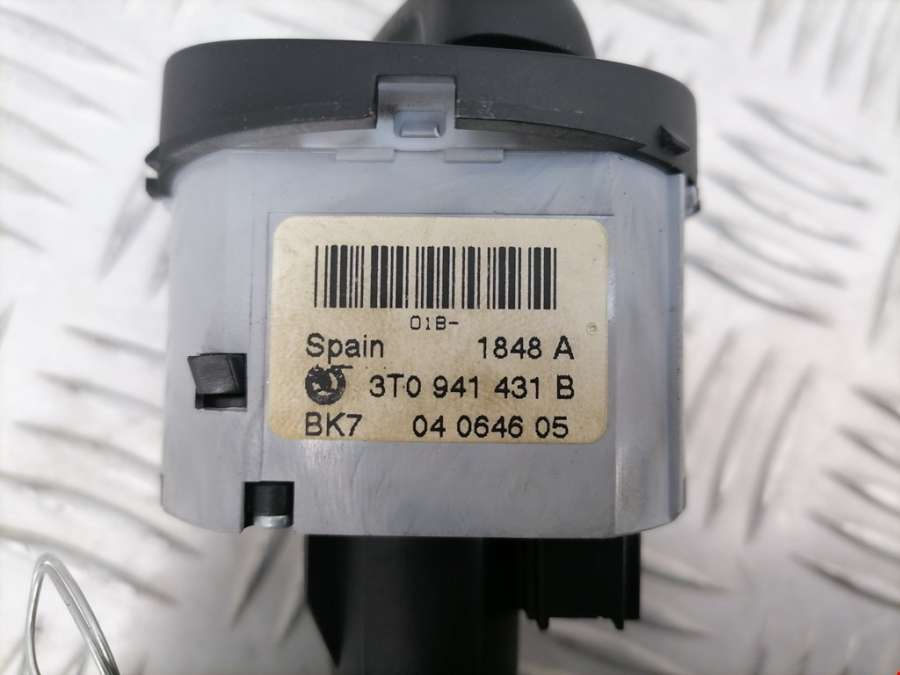 01B-
Spain 1848 A
3T0 941 431 B
BK7 04 0646 05